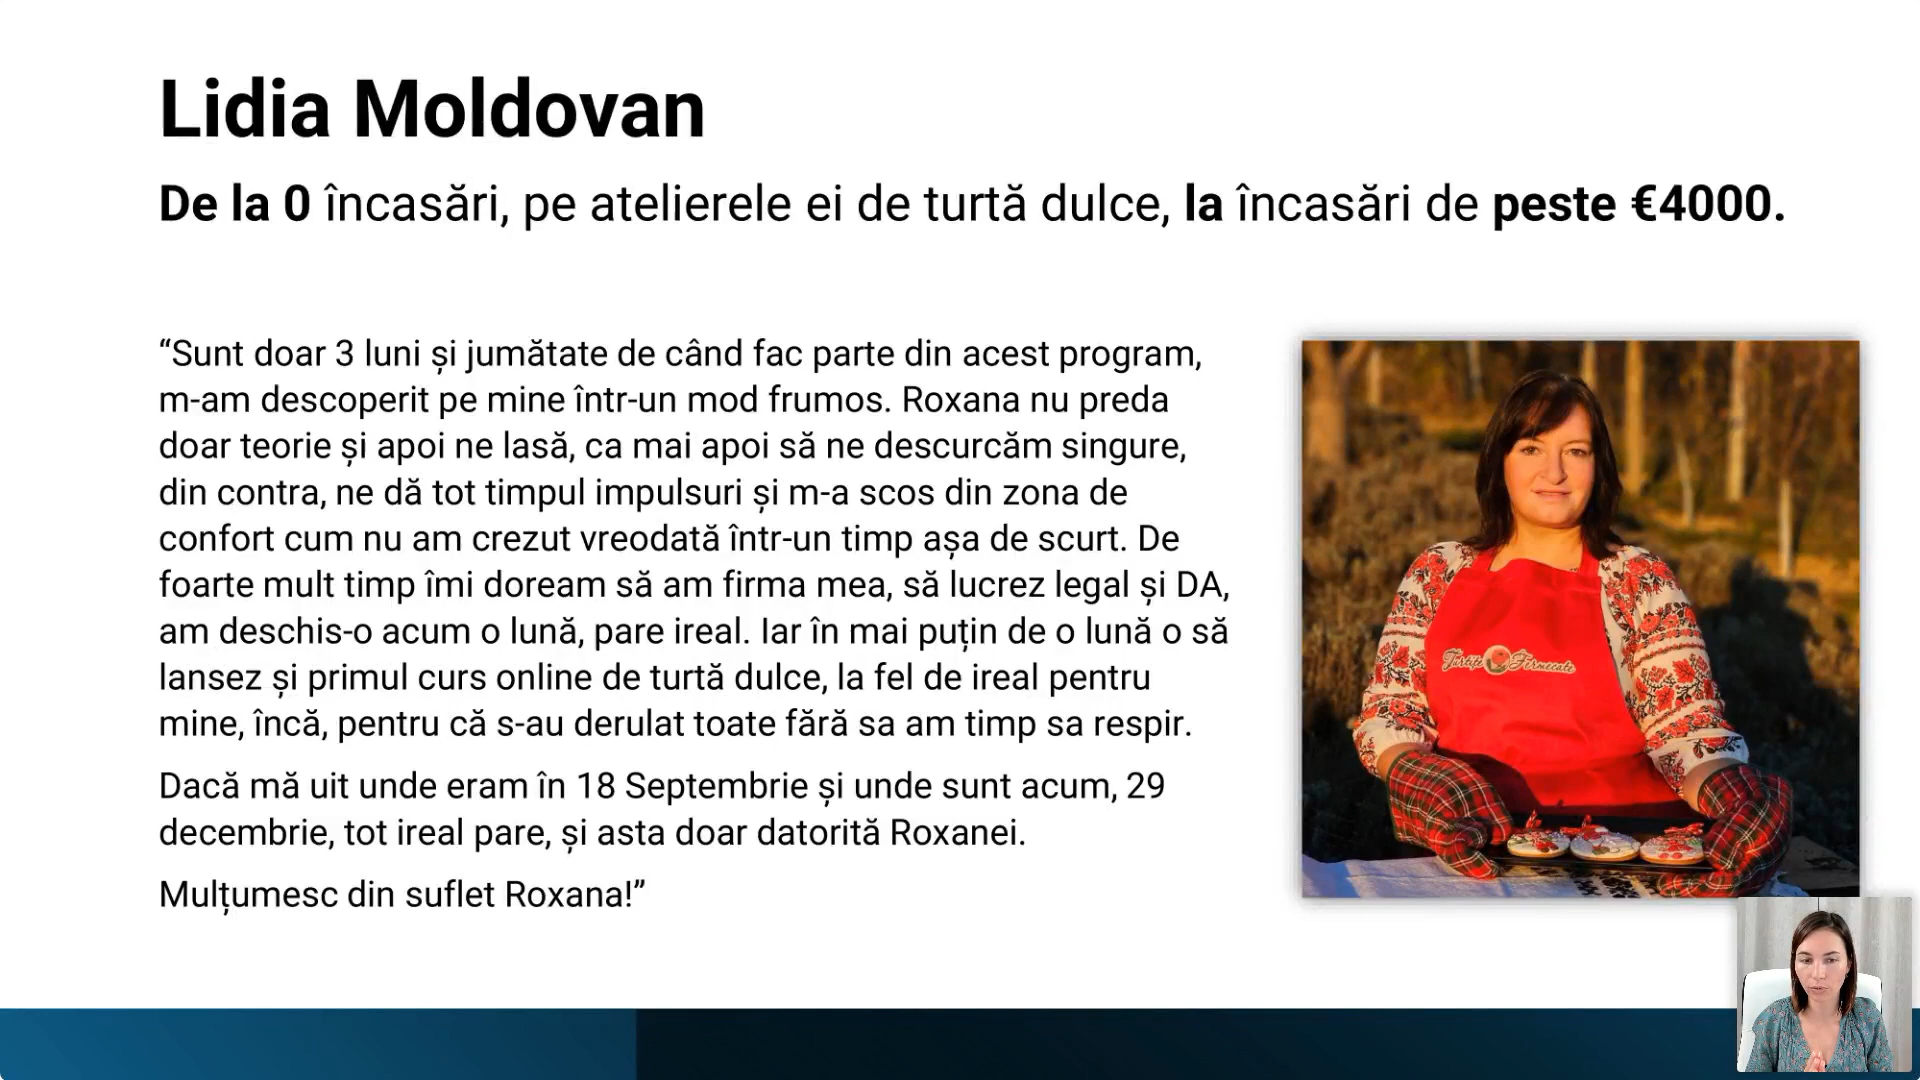 Lidia Moldovan
De la 0 încasări, pe atelierele ei de turtă dulce, la încasări de peste €4000.
“Sunt doar 3 luni și jumătate de când fac parte din acest program,
m-am descoperit pe mine într-un mod frumos. Roxana nu preda
doar teorie și apoi ne lasă, ca mai apoi să ne descurcăm singure,
din contra, ne dă tot timpul impulsuri și m-a scos din zona de
confort cum nu am crezut vreodată într-un timp așa de scurt. De
foarte mult timp îmi doream să am firma mea, să lucrez legal și DA,
am deschis-o acum o lună, pare ireal. Iar în mai puțin de o lună o să
lansez și primul curs online de turtă dulce, la fel de ireal pentru
mine, încă, pentru că s-au derulat toate fără sa am timp sa respir.
Dacă mă uit unde eram în 18 Septembrie și unde sunt acum, 29
decembrie, tot ireal pare, și asta doar datorită Roxanei.
Mulțumesc din suflet Roxana!”
Turtițe Fermecate